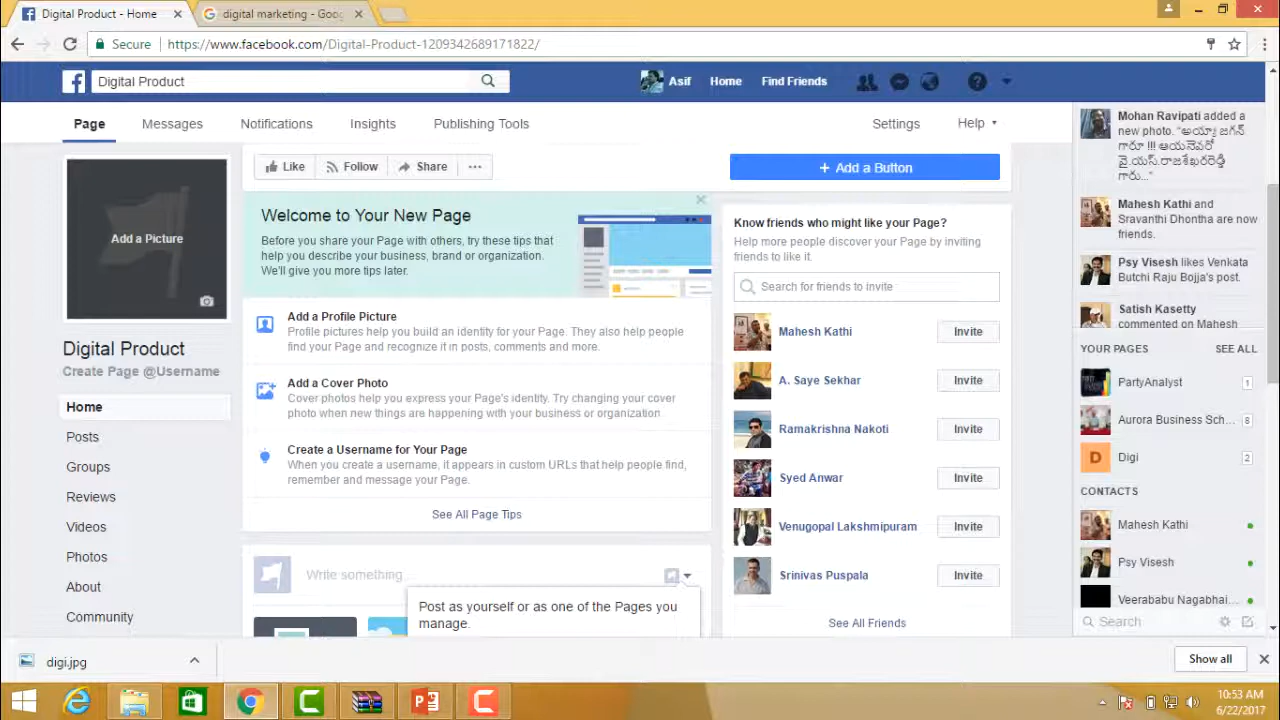 Digital Product - Home
digital marketing - Goog
Secure
https://www.facebook.com/Digital-Product-1209342689171822/
Digital Product
Asif
Home
Find Friends
Page
Messages
Notifications
Insights
Publishing Tools
Settings
Help
Like
Follow
Share
+ Add a Button
Add a Picture
Digital Product
Create Page @Username
Home
Posts
Groups
Reviews
Videos
Photos
About
Community
Welcome to Your New Page
Before you share your Page with others, try these tips that
help you describe your business, brand or organization.
We'll give you more tips later.
Add a Profile Picture
Profile pictures help you build an identity for your Page. They also help people
find your Page and recognize it in posts, comments and more.
Add a Cover Photo
Cover photos help you express your Page's identity. Try changing your cover
photo when new things are happening with your business or organization
Create a Username for Your Page
When you create a username, it appears in custom URLs that help people find,
remember and message your Page.
See All Page Tips
Write something...
Post as yourself or as one of the Pages you
manage.
Know friends who might like your Page?
Help more people discover your Page by inviting
friends to like it.
Search for friends to invite
Mahesh Kathi
Invite
A. Saye Sekhar
Invite
Ramakrishna Nakoti
Invite
Syed Anwar
Invite
Venugopal Lakshmipuram
Invite
Srinivas Puspala
Invite
See All Friends
Mohan Ravipati added a
new photo. "అయ్యా జగన్
గారూ !!! ఆయనెవరో
వై.యస్.రాజశేఖరరెడ్డి
గారు..."
Mahesh Kathi and
Sravanthi Dhontha are now
friends.
Psy Visesh likes Venkata
Butchi Raju Bojja's post.
Satish Kasetty
commented on Mahesh
YOUR PAGES
SEE ALL
PartyAnalyst
1
Aurora Business Sch...
8
D
Digi
2
CONTACTS
Mahesh Kathi
Psy Visesh
Veerababu Nagabhai...
Search
digi.jpg
Show all
10:53 AM
6/22/2017